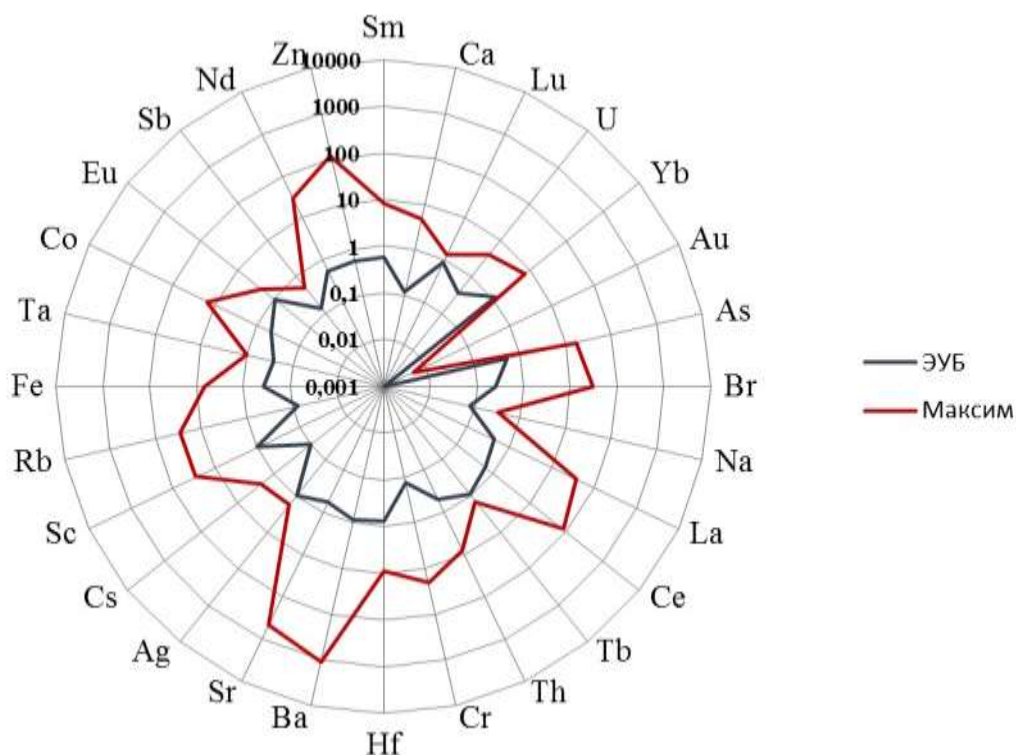 Sm
Ca
Lu
U
Yb
Au
As
Br
Na
La
Ce
Tb
Th
Cr
Hf
Ba
Sr
Ag
Cs
Sc
Rb
Fe
Ta
Co
Eu
Sb
Nd
Zn
10000
1000
100
10
1
0,1
0,01
0,001
ЭУБ
Максим